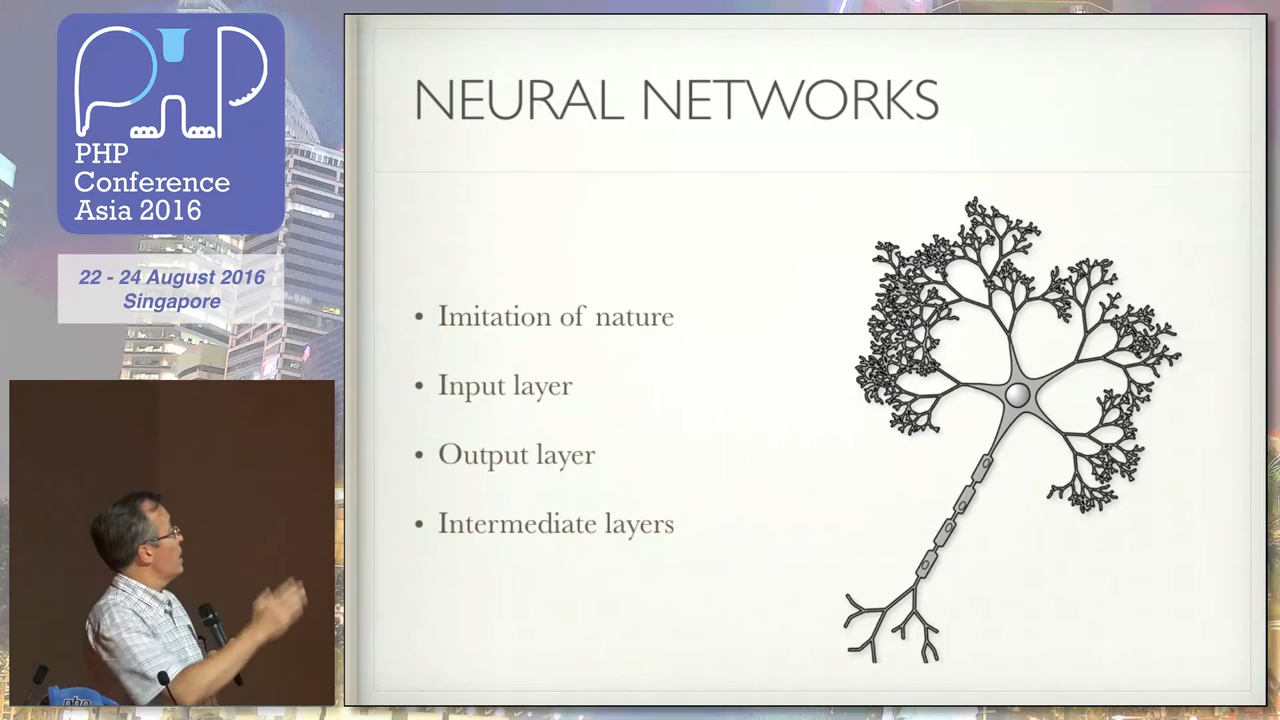 PHP
Conference
Asia 2016
22 - 24 August 2016
Singapore
NEURAL NETWORKS
• Imitation of nature
• Input layer
• Output layer
• Intermediate layers
php